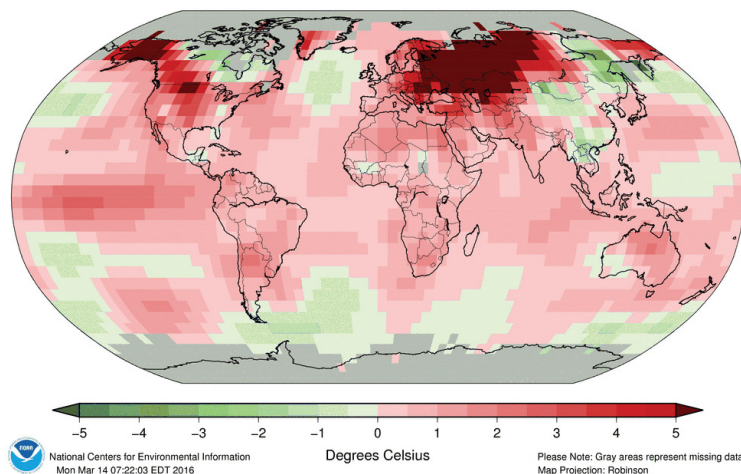 −5 −4 −3 −2 −1 0 1 2 3 4 5
NOAA
National Centers for Environmental Information
Mon Mar 14 07:22:03 EDT 2016
Degrees Celsius
Please Note: Gray areas represent missing data
Map Projection: Robinson